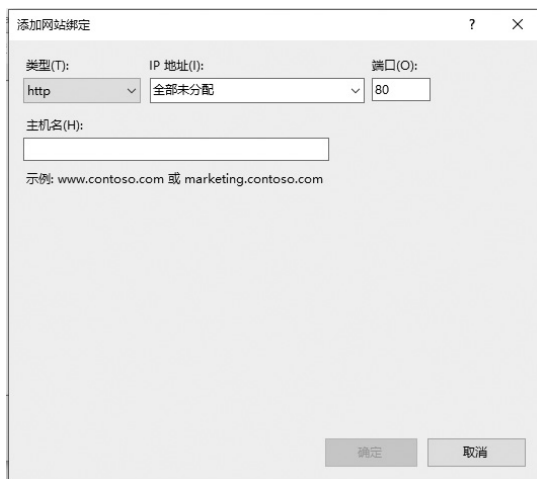 添加网站绑定 ? ×
类型(T): IP 地址(I): 端口(O):
http 全部未分配 80
主机名(H):
示例: www.contoso.com 或 marketing.contoso.com
确定 取消